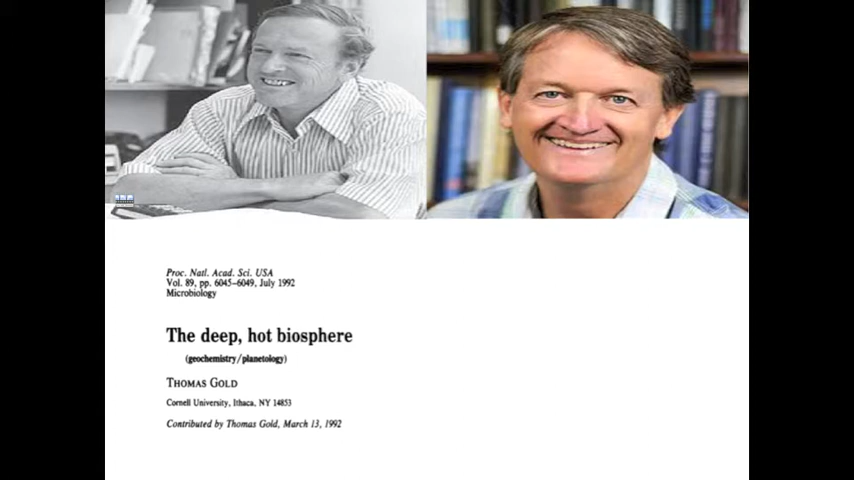 Proc. Natl. Acad. Sci. USA
Vol. 89, pp. 6045-6049, July 1992
Microbiology
The deep, hot biosphere
(geochemistry/planetology)
THOMAS GOLD
Cornell University, Ithaca, NY 14853
Contributed by Thomas Gold, March 13, 1992